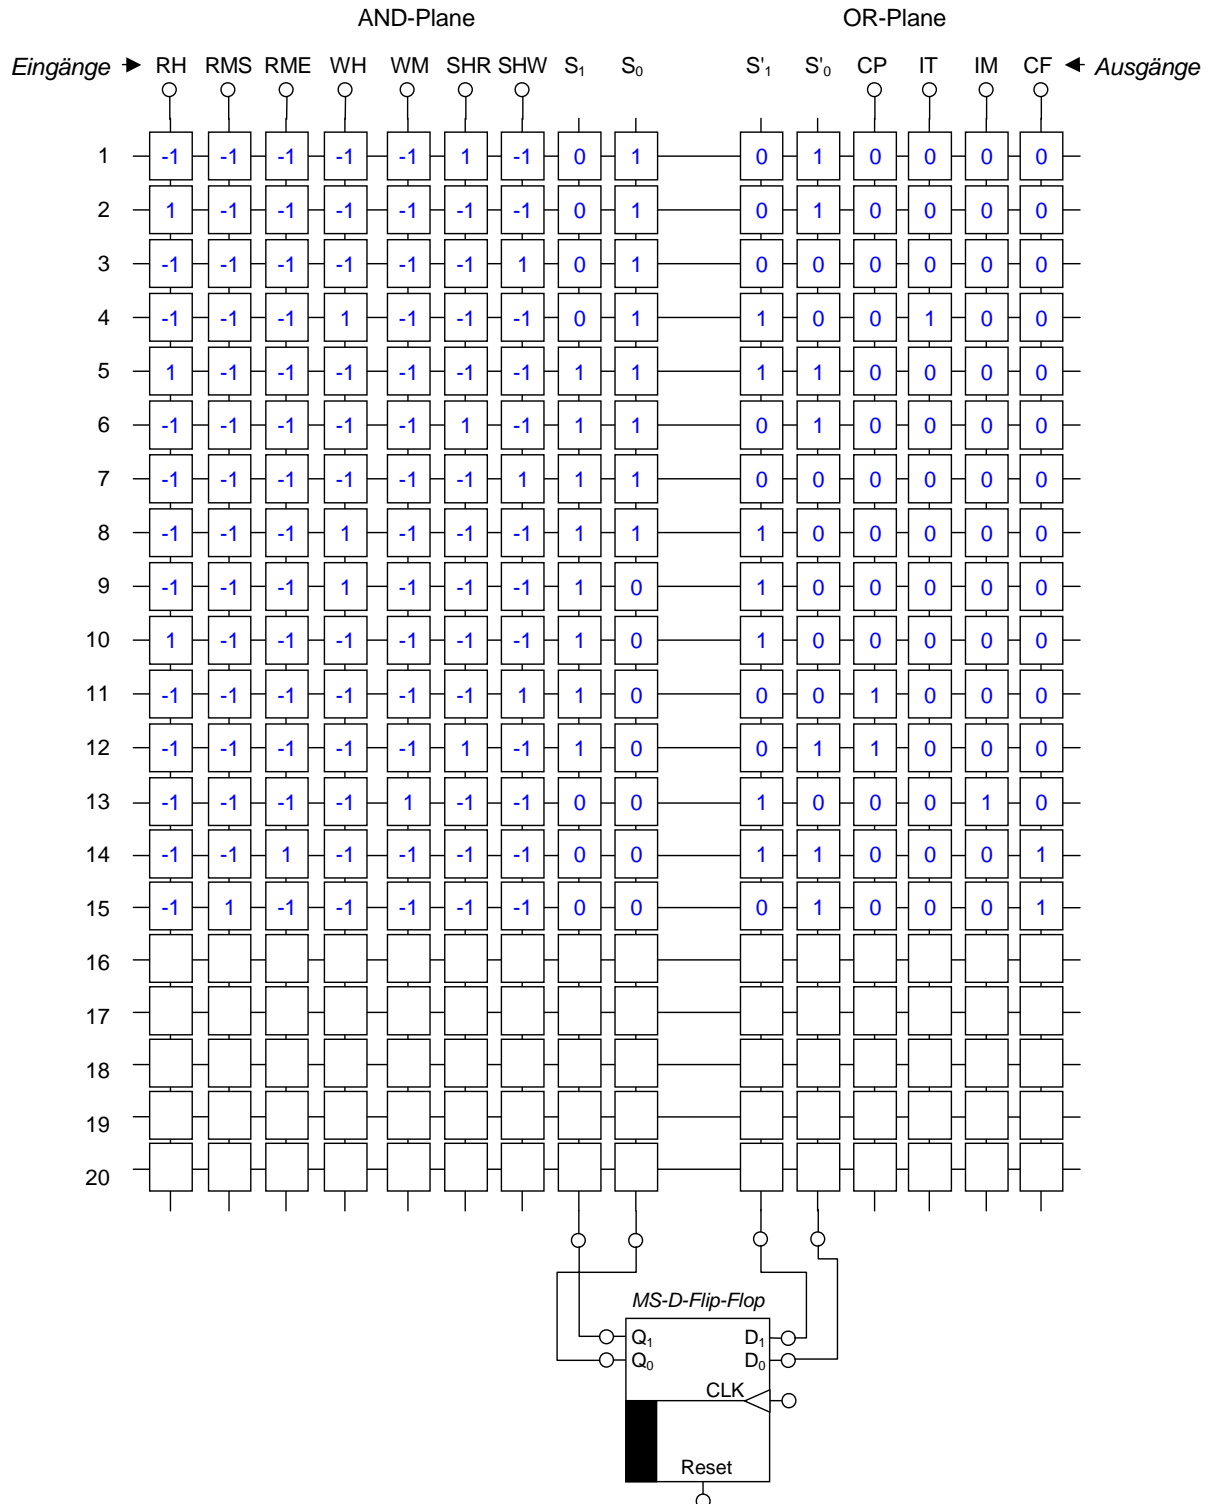 AND-Plane OR-Plane
Eingänge RH RMS RME WH WM SHR SHW S₁ S₀ S'₁ S'₀ CP IT IM CF Ausgänge
1 -1 -1 -1 -1 -1 1 -1 0 1 0 1 0 0 0 0
2 1 -1 -1 -1 -1 -1 -1 0 1 0 1 0 0 0 0
3 -1 -1 -1 -1 -1 -1 1 0 1 0 0 0 0 0 0
4 -1 -1 -1 1 -1 -1 -1 0 1 1 0 0 1 0 0
5 1 -1 -1 -1 -1 -1 -1 1 1 1 1 0 0 0 0
6 -1 -1 -1 -1 -1 1 -1 1 1 0 1 0 0 0 0
7 -1 -1 -1 -1 -1 -1 1 1 1 0 0 0 0 0 0
8 -1 -1 -1 1 -1 -1 -1 1 1 1 0 0 0 0 0
9 -1 -1 -1 1 -1 -1 -1 1 0 1 0 0 0 0 0
10 1 -1 -1 -1 -1 -1 -1 1 0 1 0 0 0 0 0
11 -1 -1 -1 -1 -1 -1 1 1 0 0 0 1 0 0 0
12 -1 -1 -1 -1 -1 1 -1 1 0 0 1 1 0 0 0
13 -1 -1 -1 -1 1 -1 -1 0 0 1 0 0 0 1 0
14 -1 -1 1 -1 -1 -1 -1 0 0 1 1 0 0 0 1
15 -1 1 -1 -1 -1 -1 -1 0 0 0 1 0 0 0 1
16
17
18
19
20
MS-D-Flip-Flop
Q₁ D₁
Q₀ D₀
CLK
Reset